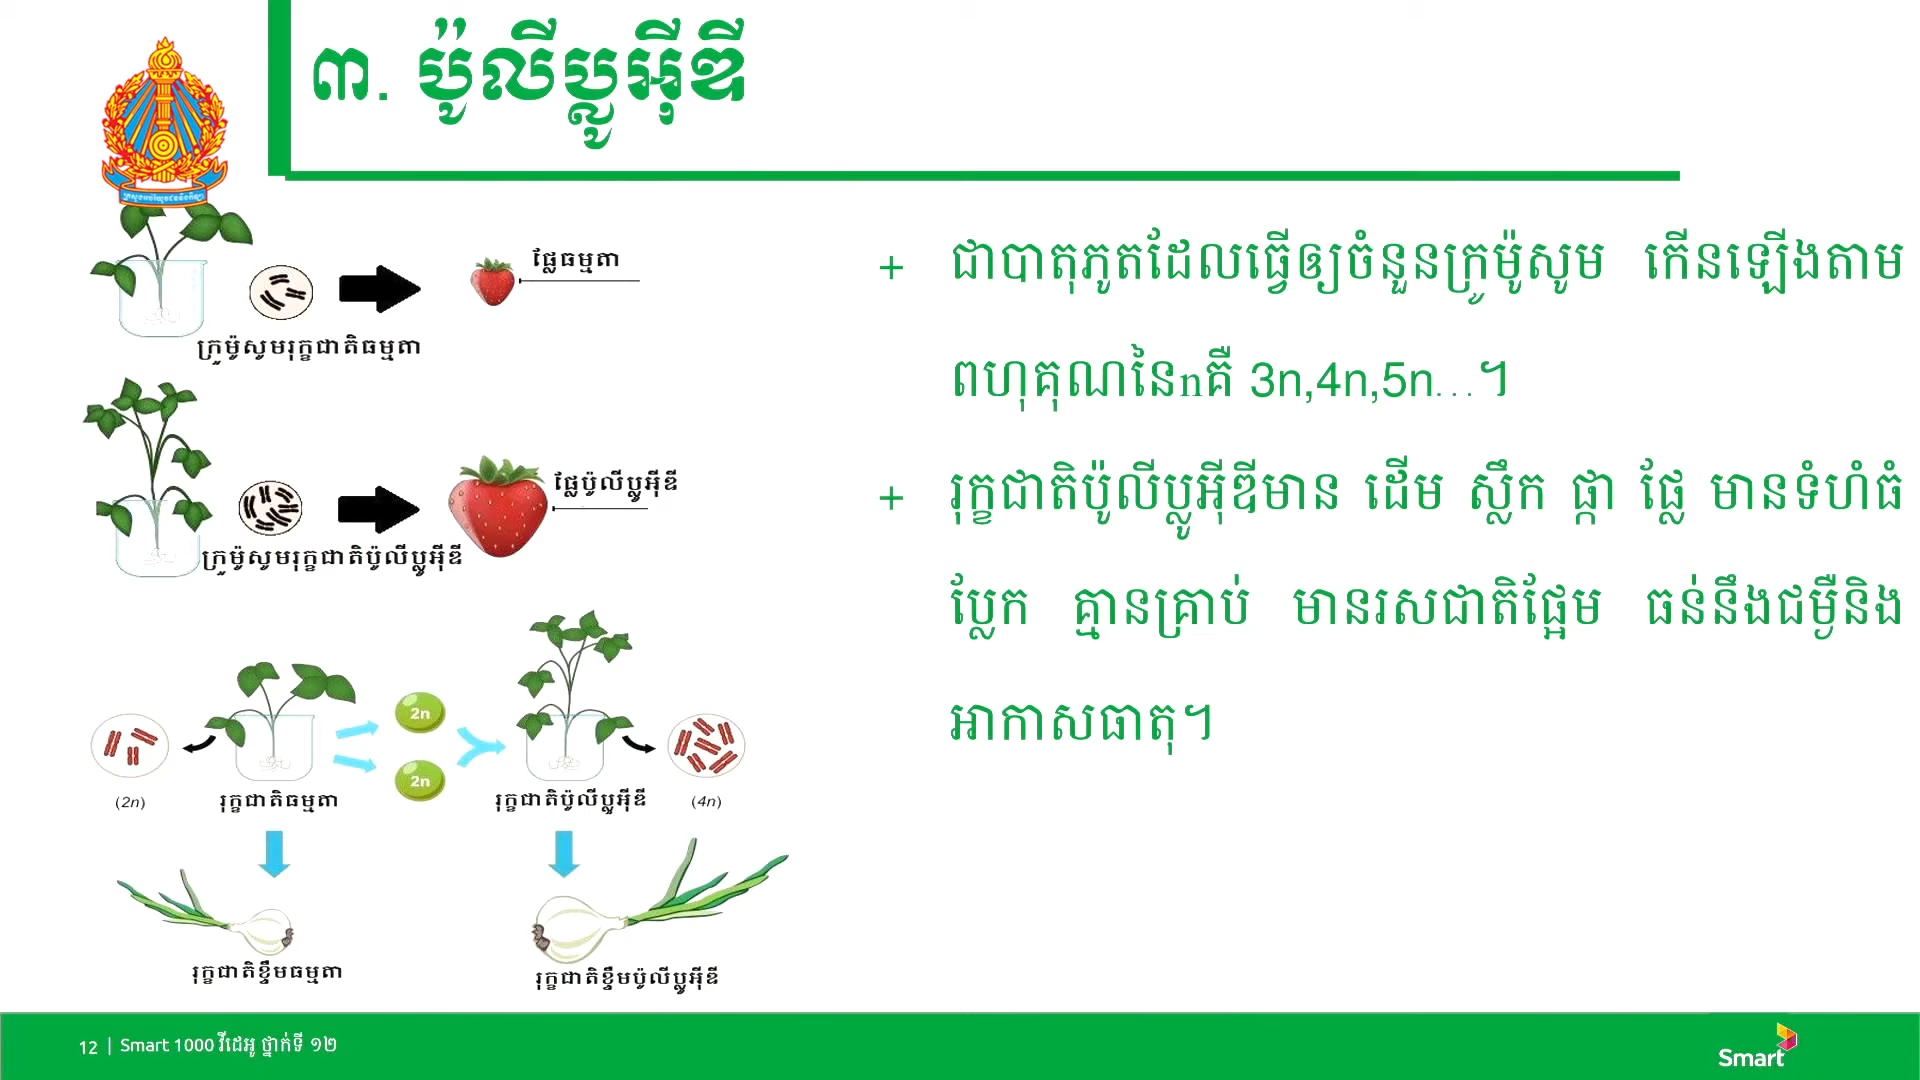 ៣. ប៉ូលីប្លូអ៊ីឌី
ផ្លែធម្មតា
ក្រូម៉ូសូមរុក្ខជាតិធម្មតា
ផ្លែប៉ូលីប្លូអ៊ីឌី
ក្រូម៉ូសូមរុក្ខជាតិប៉ូលីប្លូអ៊ីឌី
2n
2n
(2n)
រុក្ខជាតិធម្មតា
រុក្ខជាតិប៉ូលីប្លូអ៊ីឌី
(4n)
រុក្ខជាតិខ្ទឹមធម្មតា
រុក្ខជាតិខ្ទឹមប៉ូលីប្លូអ៊ីឌី
+ ជាបាតុភូតដែលធ្វើឲ្យចំនួនក្រូម៉ូសូម កើនឡើងតាម
ពហុគុណនៃnគឺ 3n,4n,5n...។
+ រុក្ខជាតិប៉ូលីប្លូអ៊ីឌីមាន ដើម ស្លឹក ផ្កា ផ្លែ មានទំហំធំ
ប្លែក គ្មានគ្រាប់ មានរសជាតិផ្អែម ធន់នឹងជម្ងឺនិង
អាកាសធាតុ។
12 | Smart 1000 វីដេអូ ថ្នាក់ទី ១២
Smart